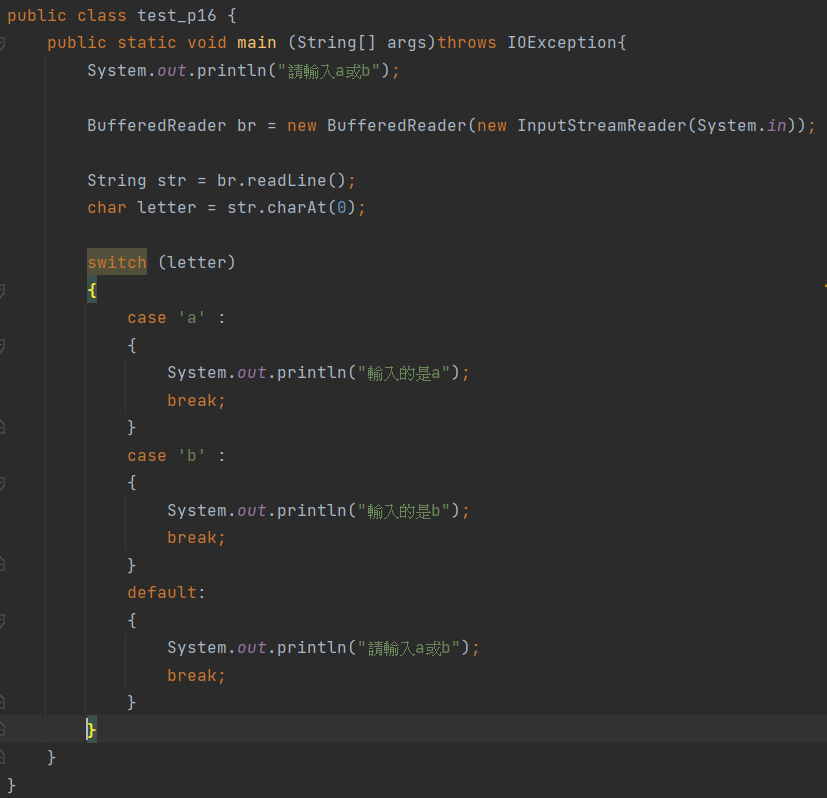 public class test_p16 {
    public static void main (String[] args)throws IOException{
        System.out.println("請輸入a或b");
        BufferedReader br = new BufferedReader(new InputStreamReader(System.in));
        String str = br.readLine();
        char letter = str.charAt(0);
        switch (letter)
        {
            case 'a' :
            {
                System.out.println("輸入的是a");
                break;
            }
            case 'b' :
            {
                System.out.println("輸入的是b");
                break;
            }
            default:
            {
                System.out.println("請輸入a或b");
                break;
            }
        }
    }
}